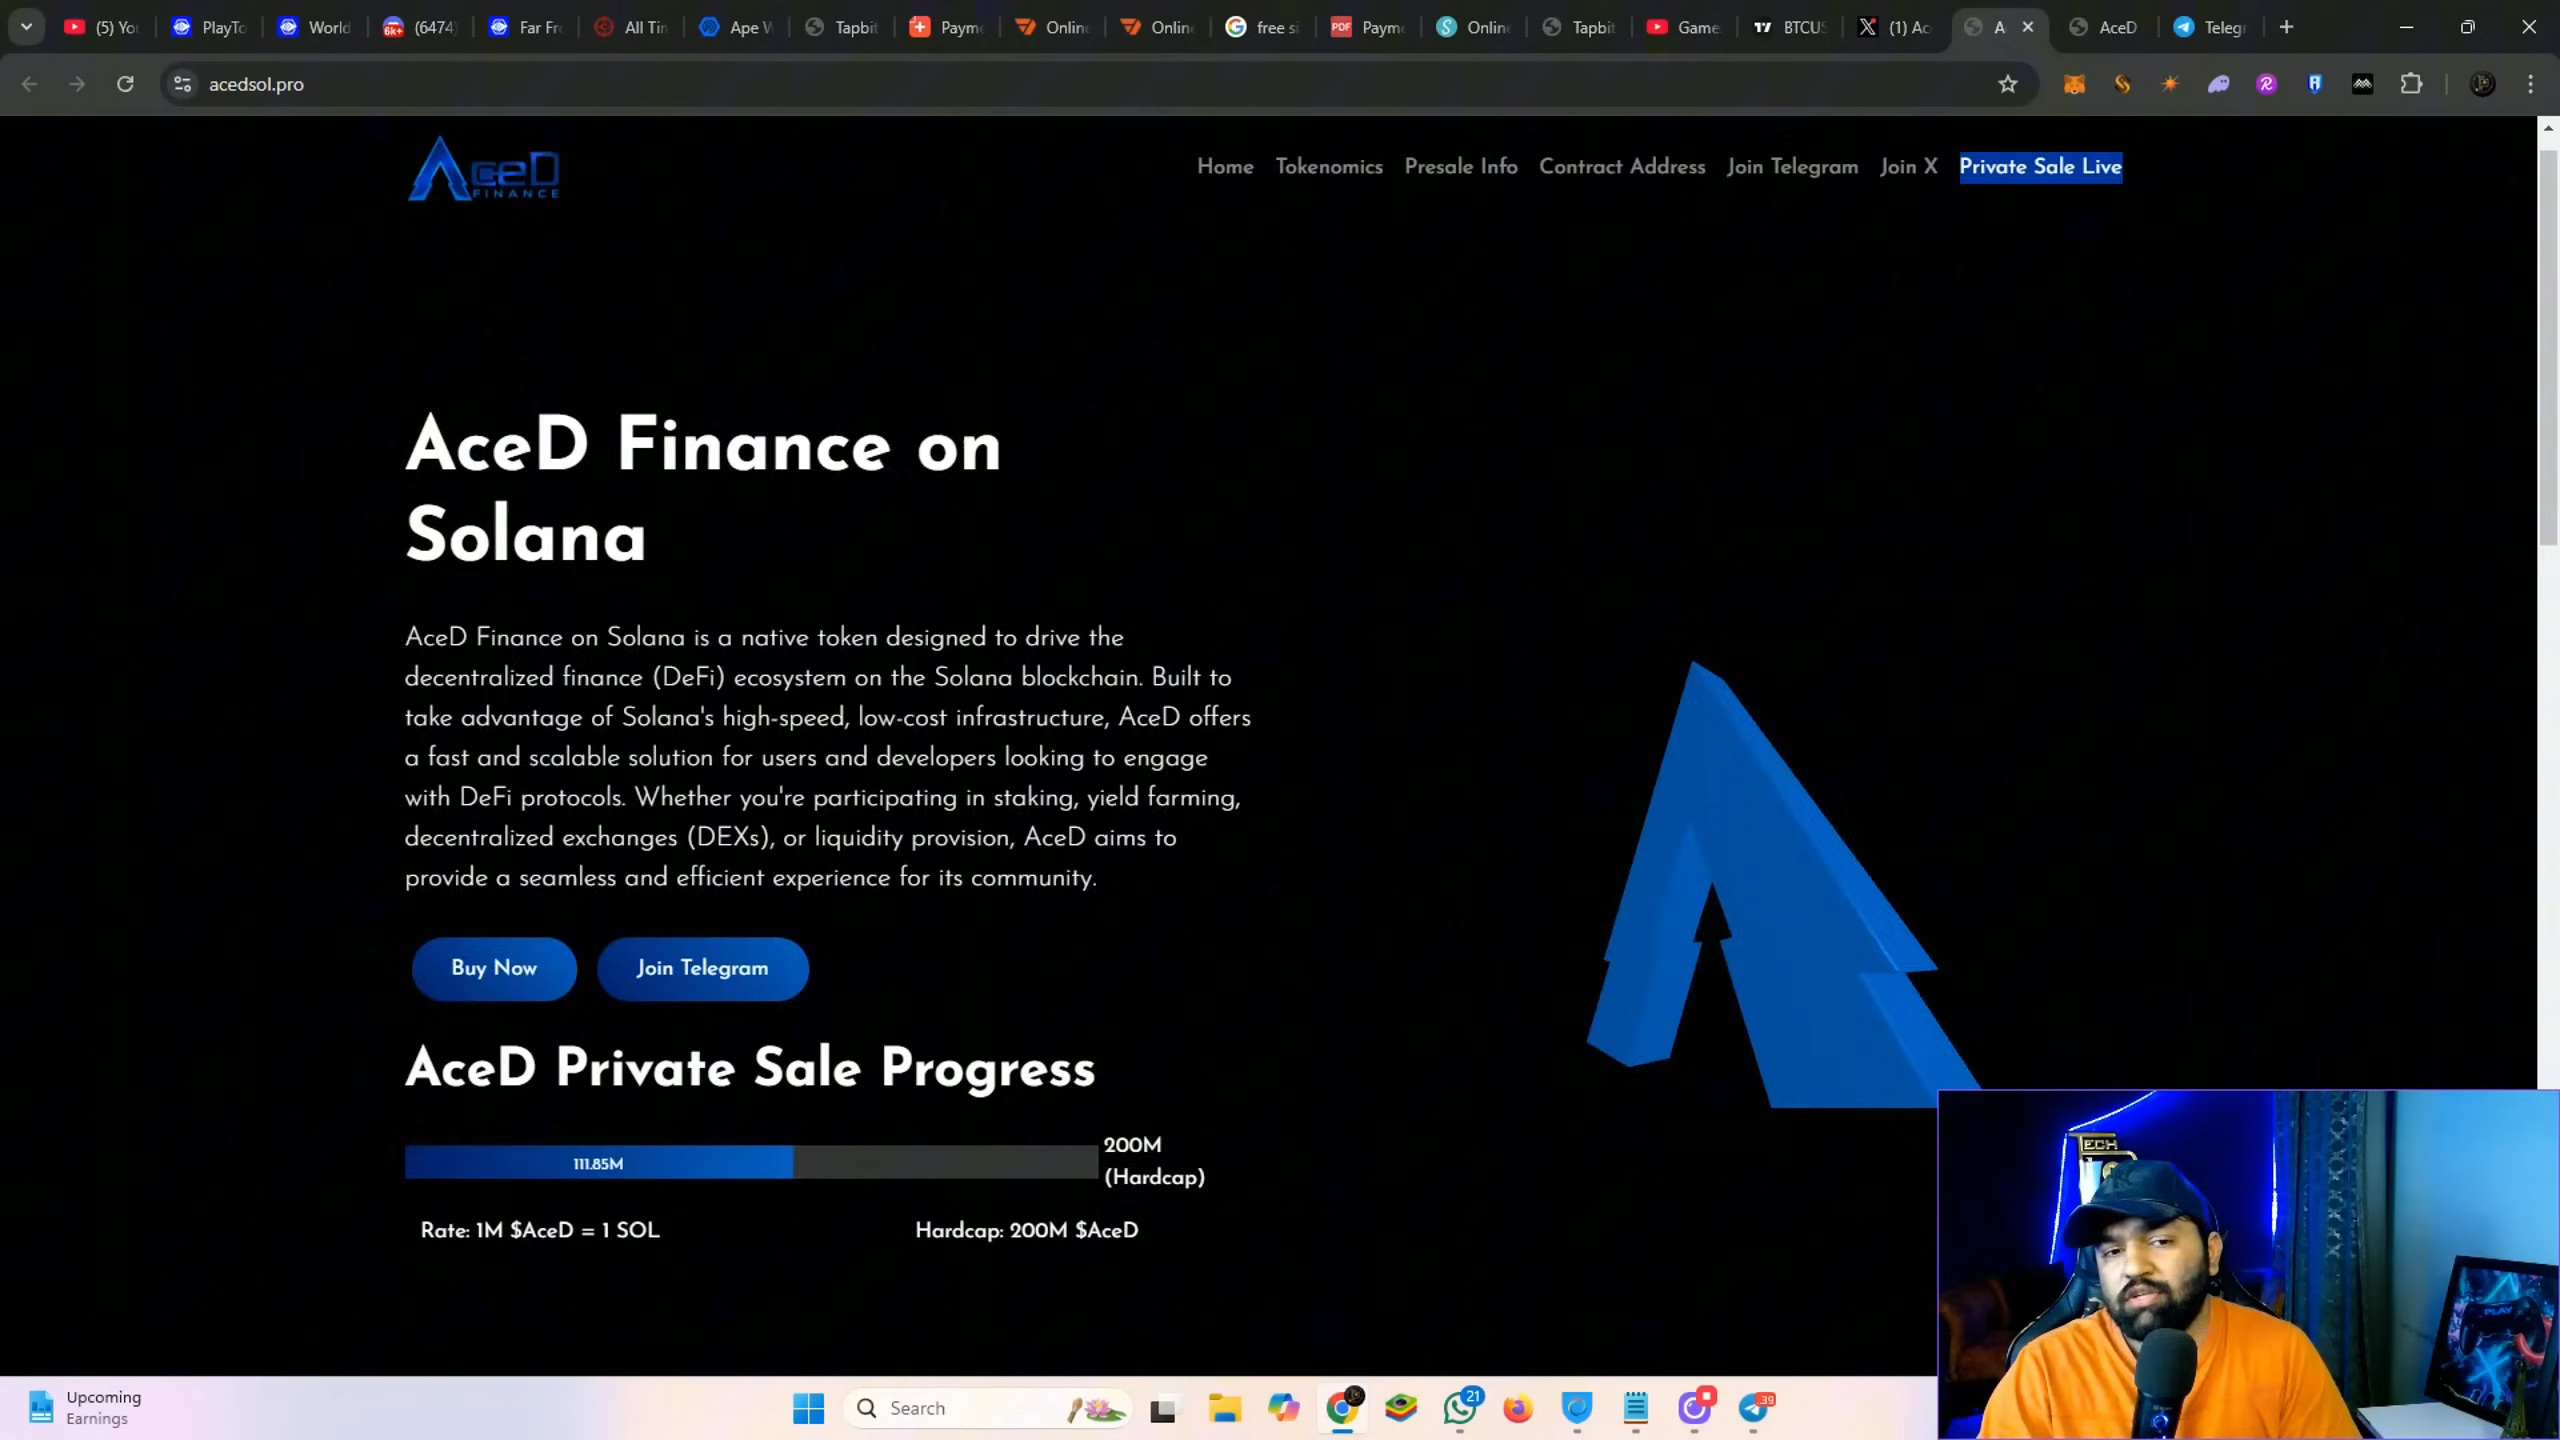 (5) You
PlayTo
World
(6474)
Far Fr
All Tin
Ape W
Tapbit
Payme
Online
Online
free si
Payme
Online
Tapbit
Game
BTCUS
(1) Ac
A
AceD
Telegr
acedsol.pro
AceD
FINANCE
Home
Tokenomics
Presale Info
Contract Address
Join Telegram
Join X
Private Sale Live
AceD Finance on
Solana
AceD Finance on Solana is a native token designed to drive the
decentralized finance (DeFi) ecosystem on the Solana blockchain. Built to
take advantage of Solana's high-speed, low-cost infrastructure, AceD offers
a fast and scalable solution for users and developers looking to engage
with DeFi protocols. Whether you're participating in staking, yield farming,
decentralized exchanges (DEXs), or liquidity provision, AceD aims to
provide a seamless and efficient experience for its community.
Buy Now
Join Telegram
AceD Private Sale Progress
111.85M
200M
(Hardcap)
Rate: 1M $AceD = 1 SOL
Hardcap: 200M $AceD
TECH
PLAY
Upcoming
Earnings
Search
21
39